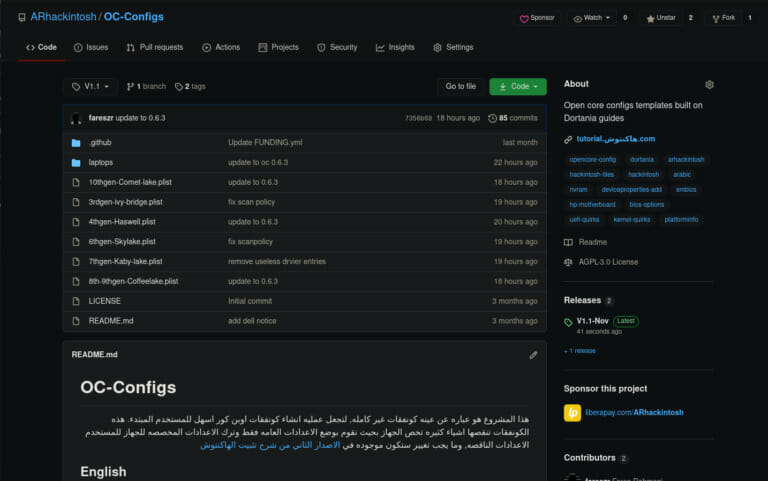 ARhackintosh / OC-Configs
Sponsor
Watch
0
Unstar
2
Fork
1
Code
Issues
Pull requests
Actions
Projects
Security
Insights
Settings
V1.1
1 branch
2 tags
Go to file
Code
fareszr update to 0.6.3
7356b68 18 hours ago
85 commits
.github Update FUNDING.yml last month
laptops update to oc 0.6.3 22 hours ago
10thgen-Comet-lake.plist update to 0.6.3 18 hours ago
3rdgen-ivy-bridge.plist fix scan policy 19 hours ago
4thgen-Haswell.plist update to 0.6.3 20 hours ago
6thgen-Skylake.plist fix scanpolicy 19 hours ago
7thgen-Kaby-lake.plist remove useless drvier entries 19 hours ago
8th-9thgen-Coffeelake.plist update to 0.6.3 18 hours ago
LICENSE Initial commit 3 months ago
README.md add dell notice 3 months ago
README.md
OC-Configs
هذا المشروع هو عباره عن عينه كونفقات غير كامله, لنجعل عمليه انشاء كونفقات اوبن كور اسهل للمستخدم المبتدء. هذه
الكونفقات تنقصها اشياء كثيره تخص الجهاز بحيث نقوم بوضع الاعدادات العامه فقط وترك الاعدادات المخصصه للجهاز للمستخدم
الاعدادات الناقصه, وما يجب تغيير ستكون موجوده في الاصدار الثاني من شرح تثبيت الهاكنتوش
English
About
Open core configs templates built on
Dortania guides
tutorial.هاكنتوش.com
opencore-config dortania arhackintosh
hackintosh-files hackintosh arabic
nvram deviceproperties-add smbios
hp-motherboard bios-options
uefi-quirks kernel-quirks platforminfo
Readme
AGPL-3.0 License
Releases 2
V1.1-Nov Latest
41 seconds ago
+ 1 release
Sponsor this project
lp liberapay.com/ARhackintosh
Contributors 2